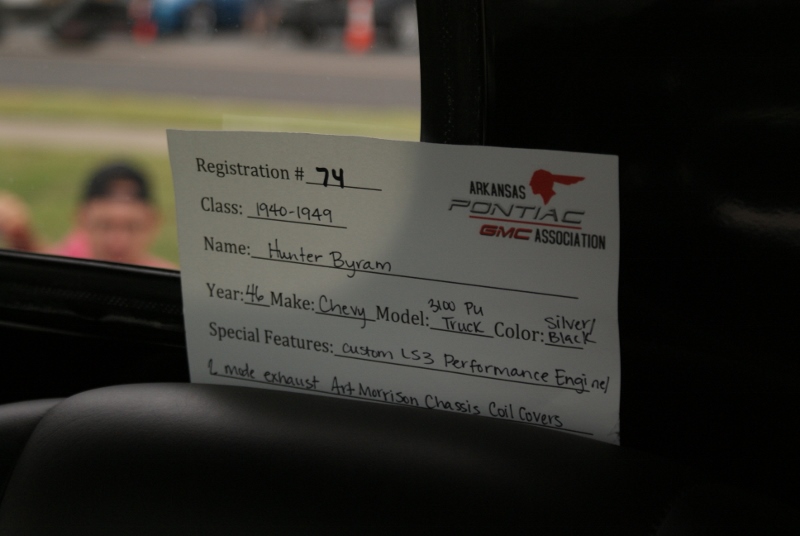 Registration # 74
ARKANSAS
PONTIAC
GMC ASSOCIATION
Class: 1940-1949
Name: Hunter Byram
Year: 46 Make: Chevy Model: 3100 PU Truck Color: Silver/ Black
Special Features: custom LS3 Performance Engine/
2 mode exhaust Art Morrison Chassis Coil Covers